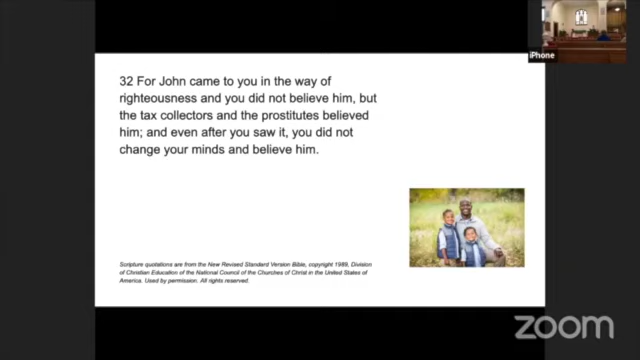 iPhone
32 For John came to you in the way of
righteousness and you did not believe him, but
the tax collectors and the prostitutes believed
him; and even after you saw it, you did not
change your minds and believe him.
Scripture quotations are from the New Revised Standard Version Bible, copyright 1989, Division
of Christian Education of the National Council of the Churches of Christ in the United States of
America. Used by permission. All rights reserved.
zoom